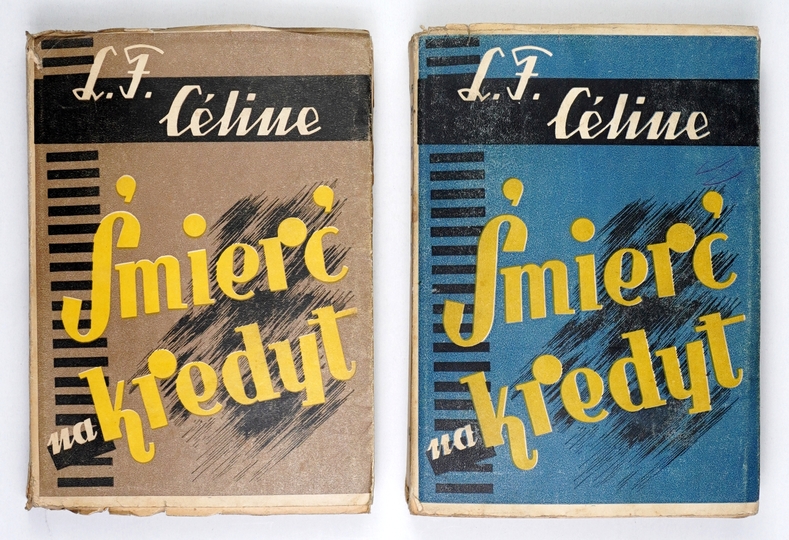 L. F.
Céline
Śmierć
na kredyt
L. F.
Céline
Śmierć
na kredyt